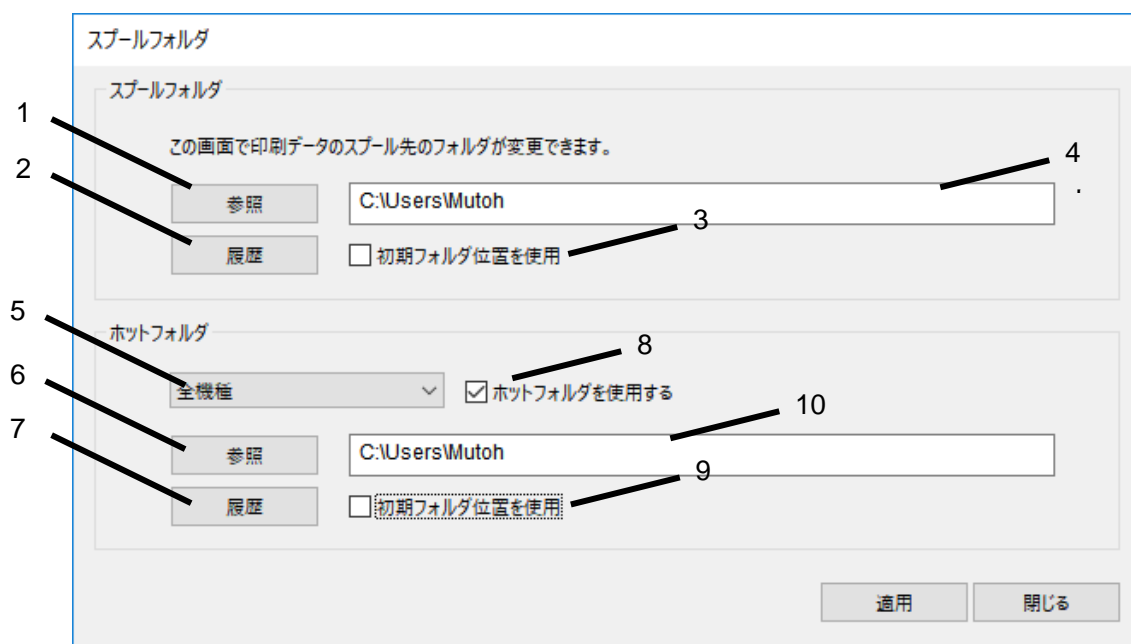 スプールフォルダ
スプールフォルダ
1
この画面で印刷データのスプール先のフォルダが変更できます。
4
2
参照 C:\Users\Mutoh .
3
履歴 初期フォルダ位置を使用
5
ホットフォルダ
8
6
全機種 ホットフォルダを使用する
10
7
参照 C:\Users\Mutoh
9
履歴 初期フォルダ位置を使用
適用 閉じる